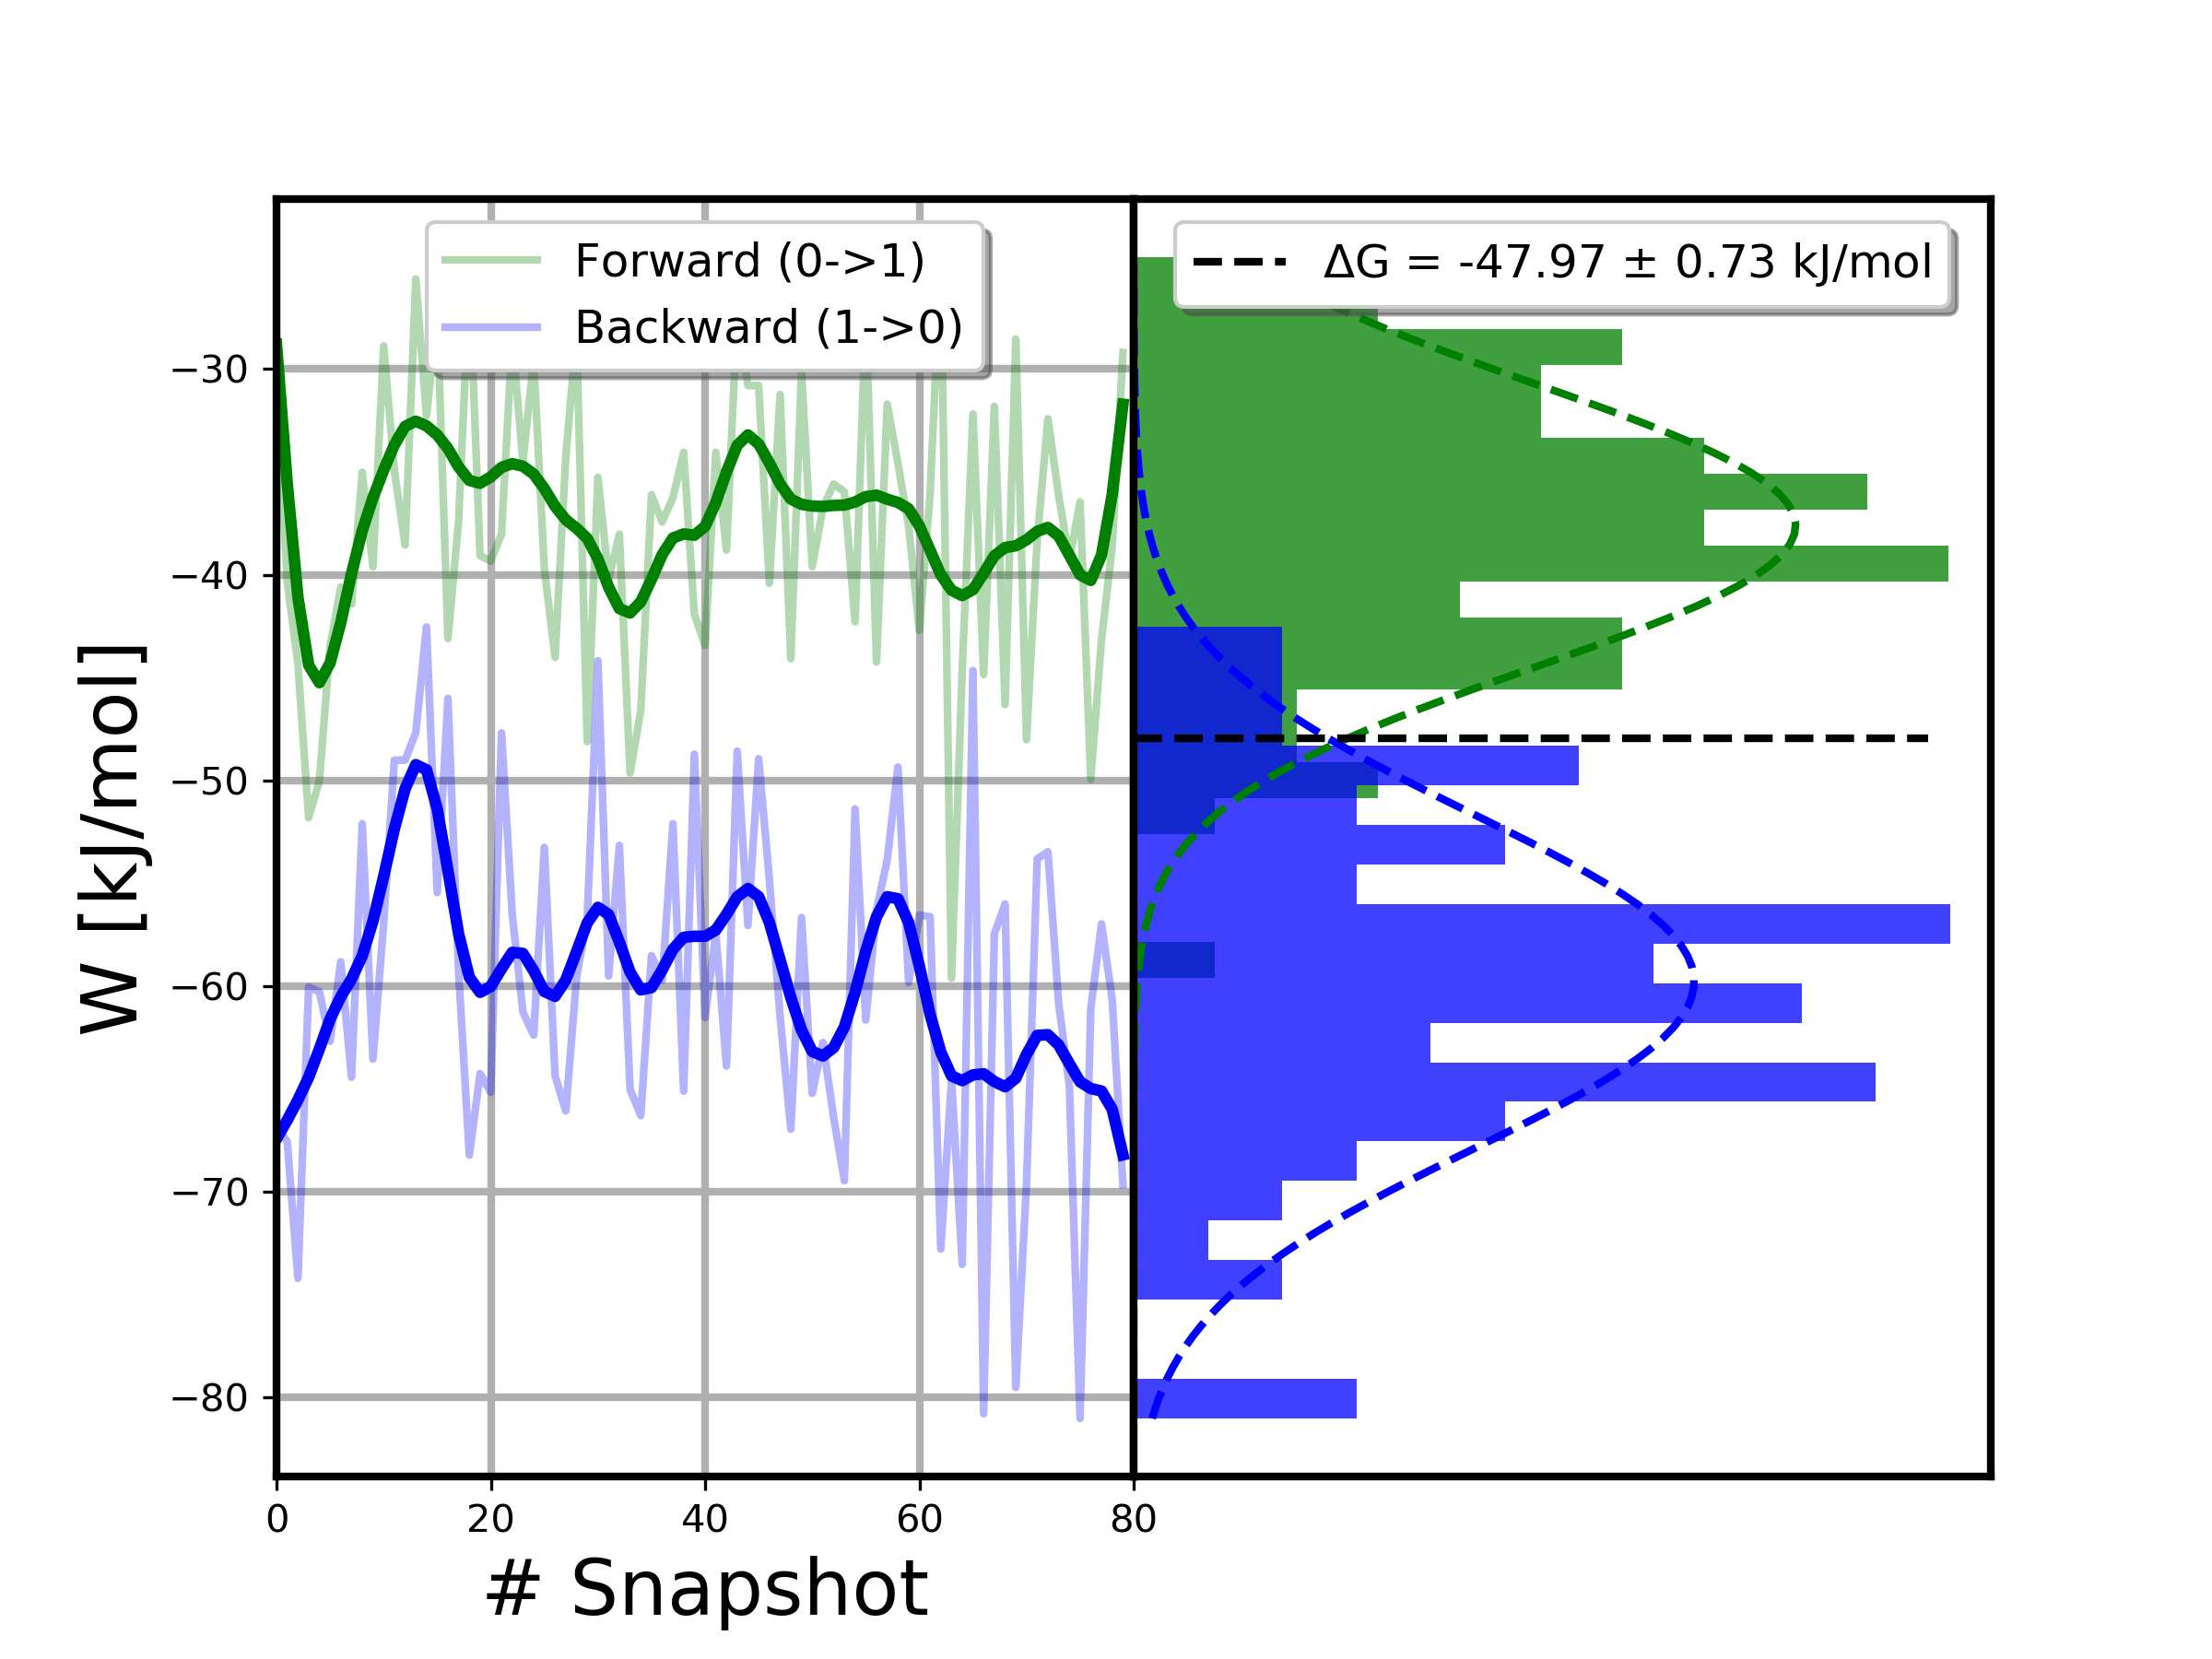 Forward (0->1)
Backward (1->0)
ΔG = -47.97 ± 0.73 kJ/mol
W [kJ/mol]
−30
−40
−50
−60
−70
−80
0 20 40 60 80
# Snapshot